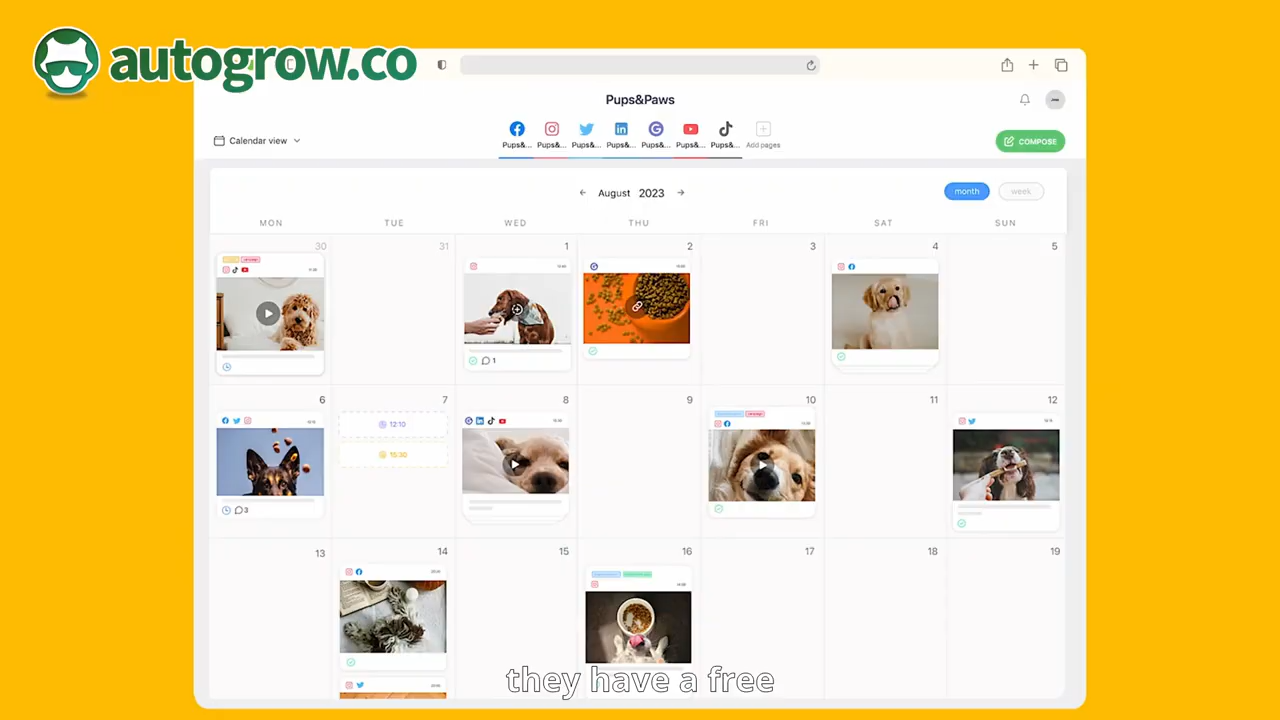 autogrow.co
Pups&Paws
Calendar view
Pups&... Pups&... Pups&... Pups&... Pups&... Pups&... Pups&... Add pages
COMPOSE
August 2023
month week
MON TUE WED THU FRI SAT SUN
30 31 1 2 3 4 5
1
6 7 8 9 10 11 12
12:10
15:30
3
13 14 15 16 17 18 19
they have a free